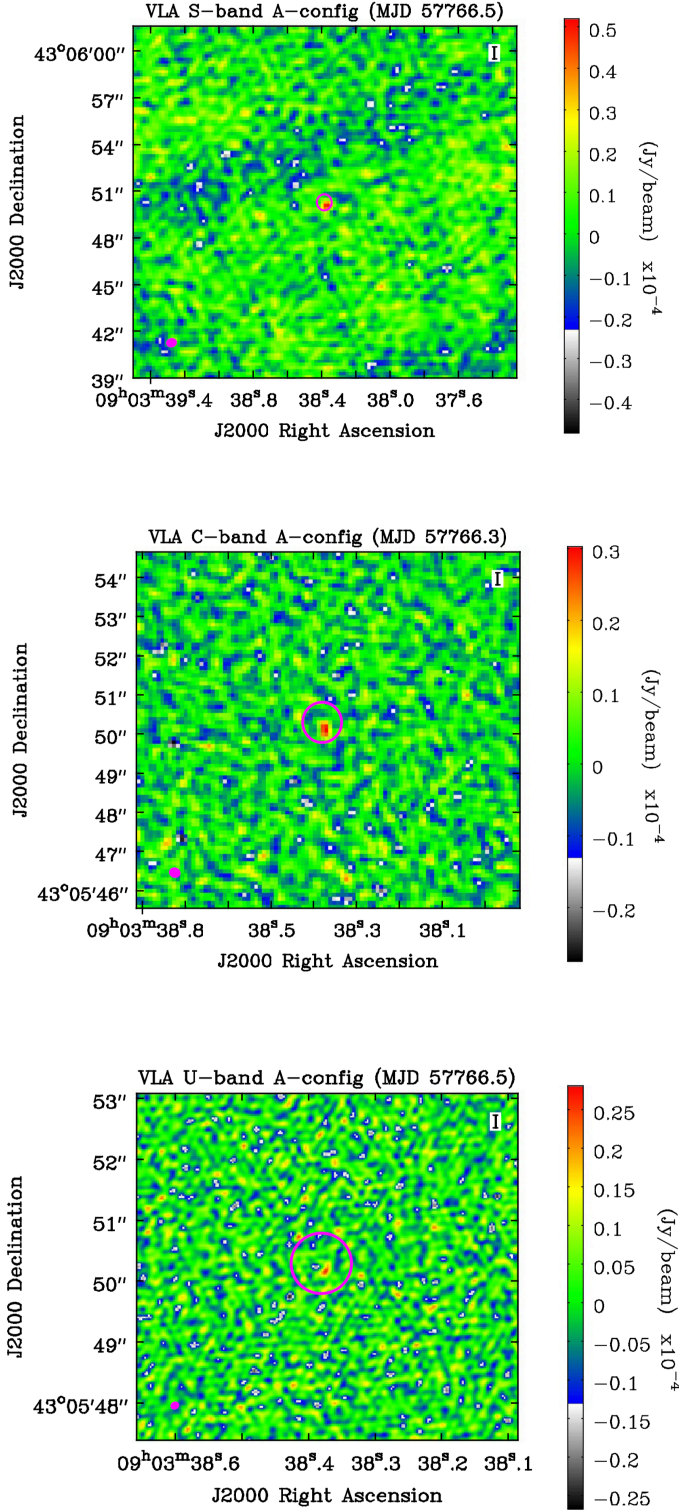 VLA S-band A-config (MJD 57766.5)
I
43°06′00″
57″
54″
51″
48″
45″
42″
39″
J2000 Declination
09ʰ03ᵐ39ˢ.4 38ˢ.8 38ˢ.4 38ˢ.0 37ˢ.6
J2000 Right Ascension
0.5
0.4
0.3
0.2
0.1
0
−0.1
−0.2
−0.3
−0.4
(Jy/beam) x10⁻⁴
VLA C-band A-config (MJD 57766.3)
I
54″
53″
52″
51″
50″
49″
48″
47″
43°05′46″
J2000 Declination
09ʰ03ᵐ38ˢ.8 38ˢ.5 38ˢ.3 38ˢ.1
J2000 Right Ascension
0.3
0.2
0.1
0
−0.1
−0.2
(Jy/beam) x10⁻⁴
VLA U-band A-config (MJD 57766.5)
I
53″
52″
51″
50″
49″
43°05′48″
J2000 Declination
09ʰ03ᵐ38ˢ.6 38ˢ.4 38ˢ.3 38ˢ.2 38ˢ.1
J2000 Right Ascension
0.25
0.2
0.15
0.1
0.05
0
−0.05
−0.1
−0.15
−0.2
−0.25
(Jy/beam) x10⁻⁴